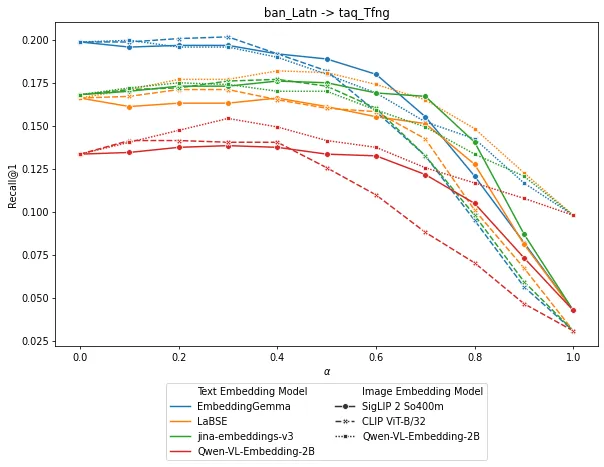 ban_Latn -> taq_Tfng
Recall@1
0.200
0.175
0.150
0.125
0.100
0.075
0.050
0.025
0.0 0.2 0.4 0.6 0.8 1.0
α
Text Embedding Model
EmbeddingGemma
LaBSE
jina-embeddings-v3
Qwen-VL-Embedding-2B
Image Embedding Model
SigLIP 2 So400m
CLIP ViT-B/32
Qwen-VL-Embedding-2B